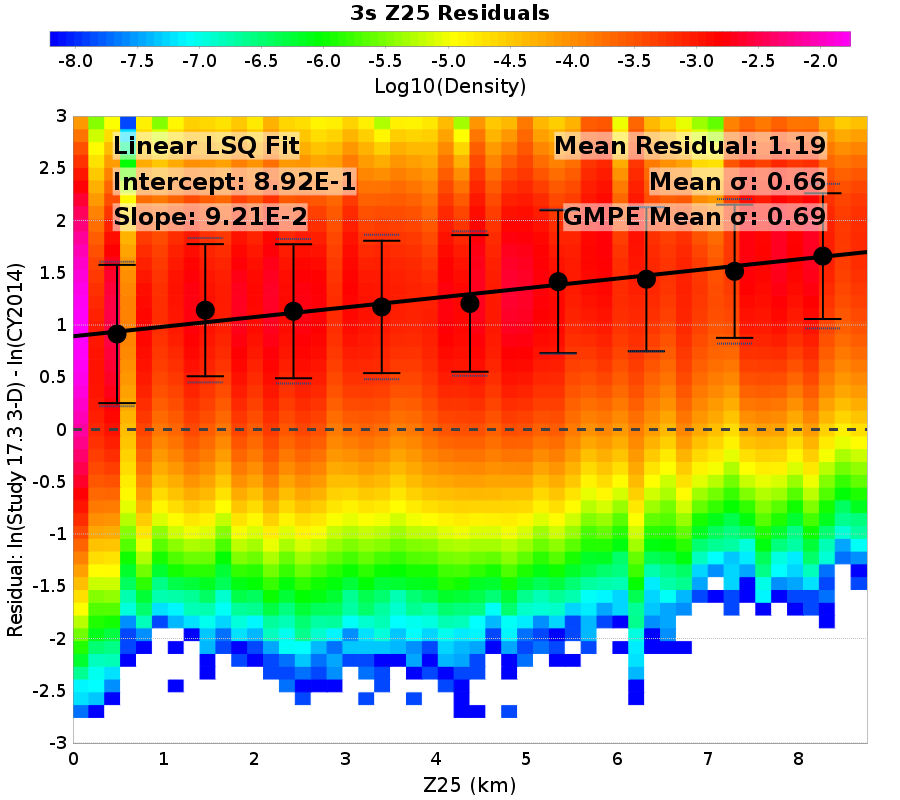 3s Z25 Residuals
-8.0 -7.5 -7.0 -6.5 -6.0 -5.5 -5.0 -4.5 -4.0 -3.5 -3.0 -2.5 -2.0
Log10(Density)
Linear LSQ Fit
Intercept: 8.92E-1
Slope: 9.21E-2
Mean Residual: 1.19
Mean σ: 0.66
GMPE Mean σ: 0.69
Residual: ln(Study 17.3 3-D) - ln(CY2014)
3
2.5
2
1.5
1
0.5
0
-0.5
-1
-1.5
-2
-2.5
-3
0 1 2 3 4 5 6 7 8
Z25 (km)